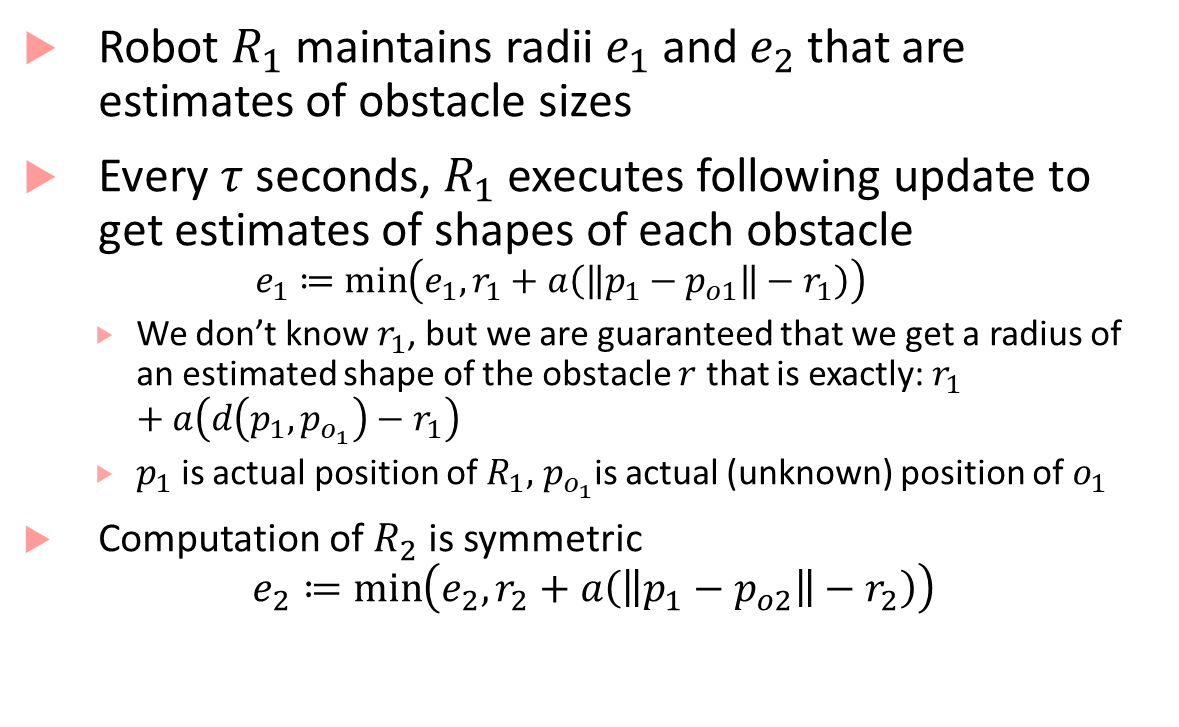 Robot R₁ maintains radii e₁ and e₂ that are
estimates of obstacle sizes
Every τ seconds, R₁ executes following update to
get estimates of shapes of each obstacle
e₁ ≔ min(e₁, r₁ + a(‖p₁ − pₒ₁‖ − r₁))
We don’t know r₁, but we are guaranteed that we get a radius of
an estimated shape of the obstacle r that is exactly: r₁
+ a(d(p₁, pₒ₁) − r₁)
p₁ is actual position of R₁, pₒ₁ is actual (unknown) position of o₁
Computation of R₂ is symmetric
e₂ ≔ min(e₂, r₂ + a(‖p₁ − pₒ₂‖ − r₂))